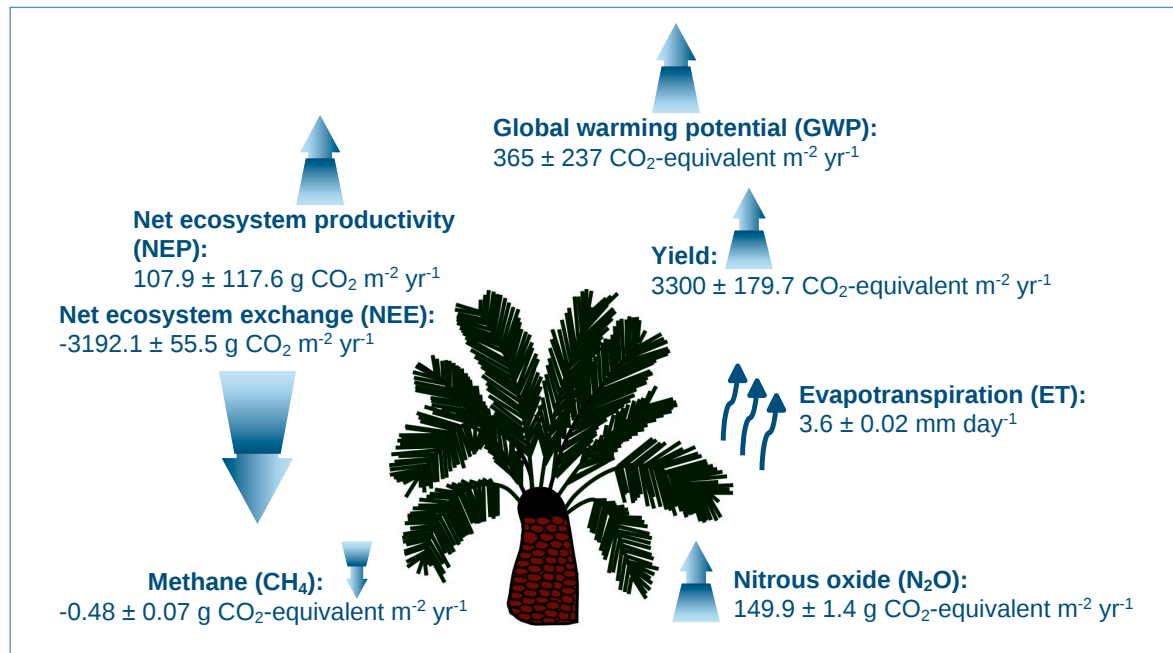 Global warming potential (GWP):
365 ± 237 CO₂-equivalent m⁻² yr⁻¹
Net ecosystem productivity
(NEP):
107.9 ± 117.6 g CO₂ m⁻² yr⁻¹
Yield:
3300 ± 179.7 CO₂-equivalent m⁻² yr⁻¹
Net ecosystem exchange (NEE):
-3192.1 ± 55.5 g CO₂ m⁻² yr⁻¹
Evapotranspiration (ET):
3.6 ± 0.02 mm day⁻¹
Methane (CH₄):
-0.48 ± 0.07 g CO₂-equivalent m⁻² yr⁻¹
Nitrous oxide (N₂O):
149.9 ± 1.4 g CO₂-equivalent m⁻² yr⁻¹